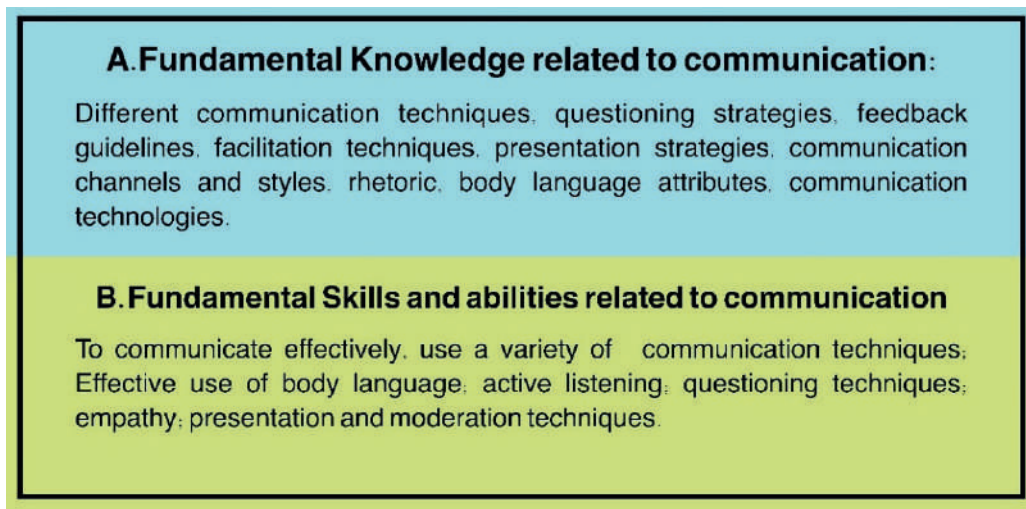 A.Fundamental Knowledge related to communication:
Different communication techniques, questioning strategies, feedback
guidelines, facilitation techniques, presentation strategies, communication
channels and styles, rhetoric, body language attributes, communication
technologies.
B.Fundamental Skills and abilities related to communication
To communicate effectively, use a variety of communication techniques;
Effective use of body language; active listening; questioning techniques;
empathy; presentation and moderation techniques.